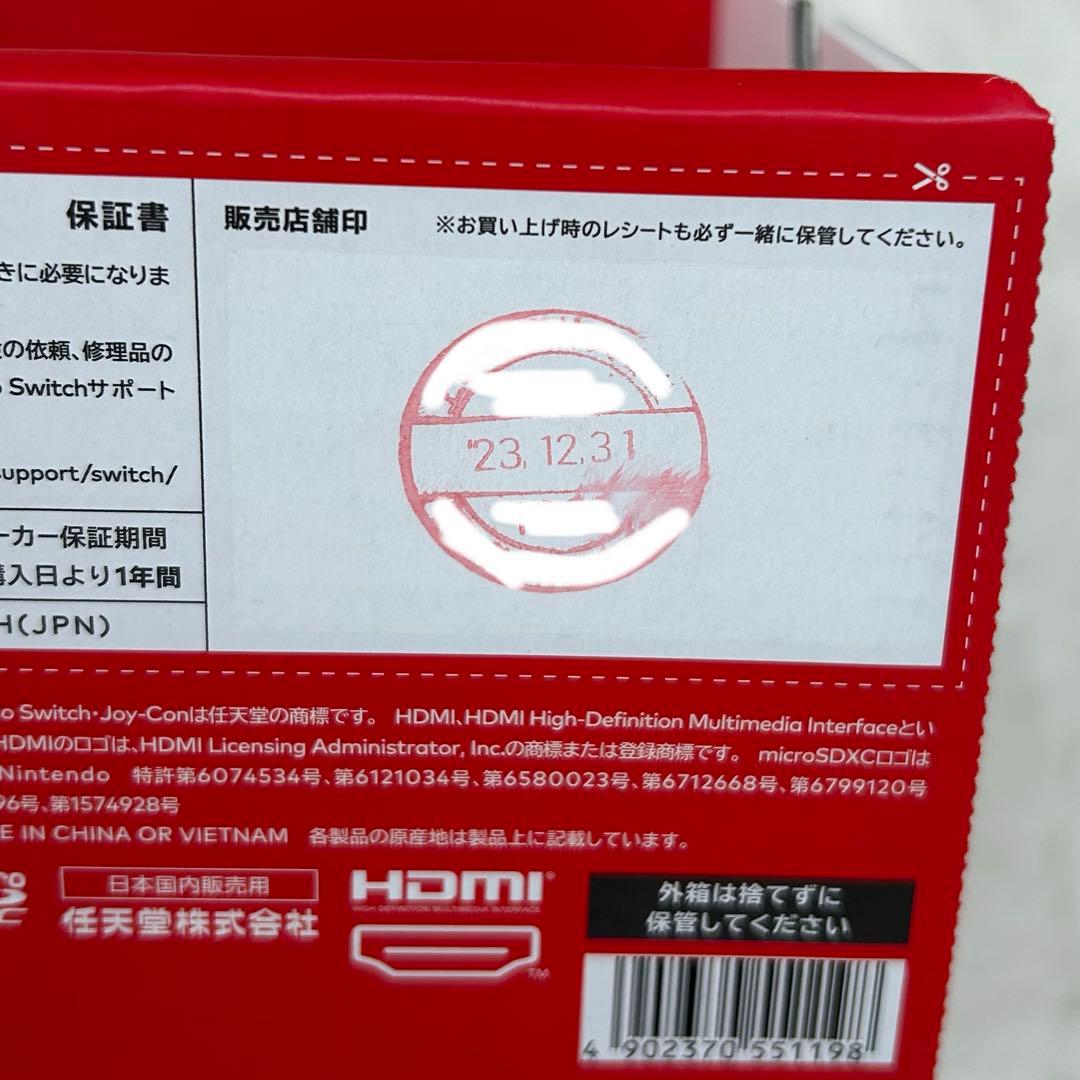 保証書
販売店舗印
※お買い上げ時のレシートも必ず一緒に保管してください。
きに必要になりま
の依頼、修理品の
Switchサポート
support/switch/
ーカー保証期間
購入日より1年間
H(JPN)
'23.12.31
Switch・Joy-Conは任天堂の商標です。 HDMI、HDMI High-Definition Multimedia Interfaceとい
HDMIのロゴは、HDMI Licensing Administrator, Inc.の商標または登録商標です。 microSDXCロゴは
Nintendo 特許第6074534号、第6121034号、第6580023号、第6712668号、第6799120号
96号、第1574928号
E IN CHINA OR VIETNAM 各製品の原産地は製品上に記載しています。
日本国内販売用
任天堂株式会社
HDMI
HIGH DEFINITION MULTIMEDIA INTERFACE
TM
外箱は捨てずに
保管してください
4 902370 551198